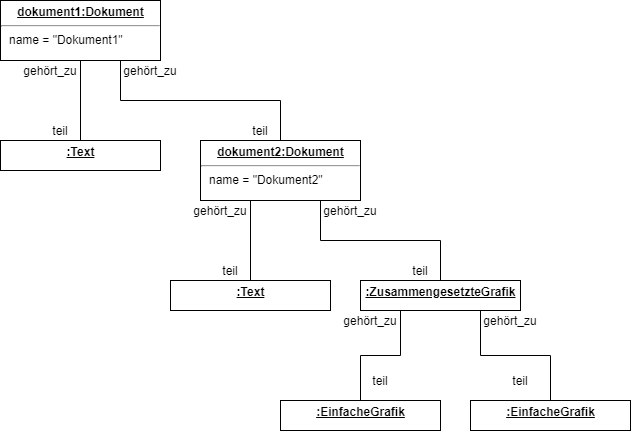 dokument1:Dokument
name = "Dokument1"
gehört_zu gehört_zu
teil teil
:Text
dokument2:Dokument
name = "Dokument2"
gehört_zu gehört_zu
teil teil
:Text :ZusammengesetzteGrafik
gehört_zu gehört_zu
teil teil
:EinfacheGrafik :EinfacheGrafik